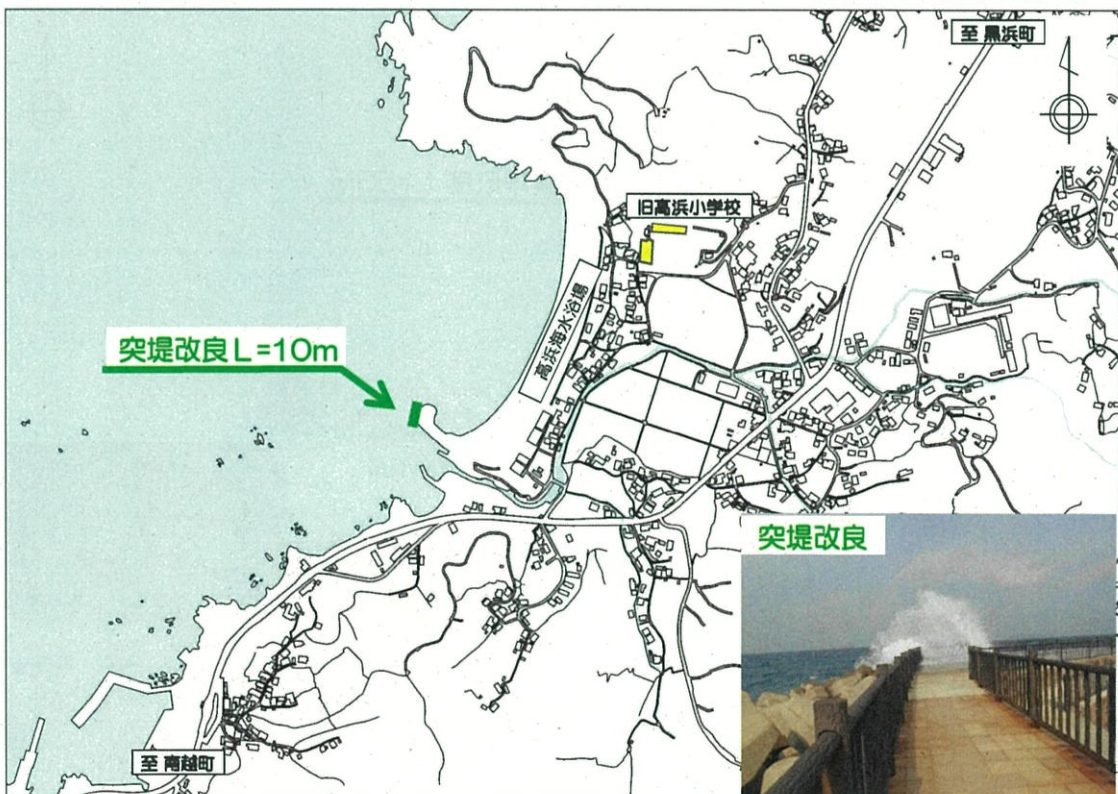 至 黒浜町
旧高浜小学校
高浜海水浴場
突堤改良L=10m
突堤改良
至 南越町